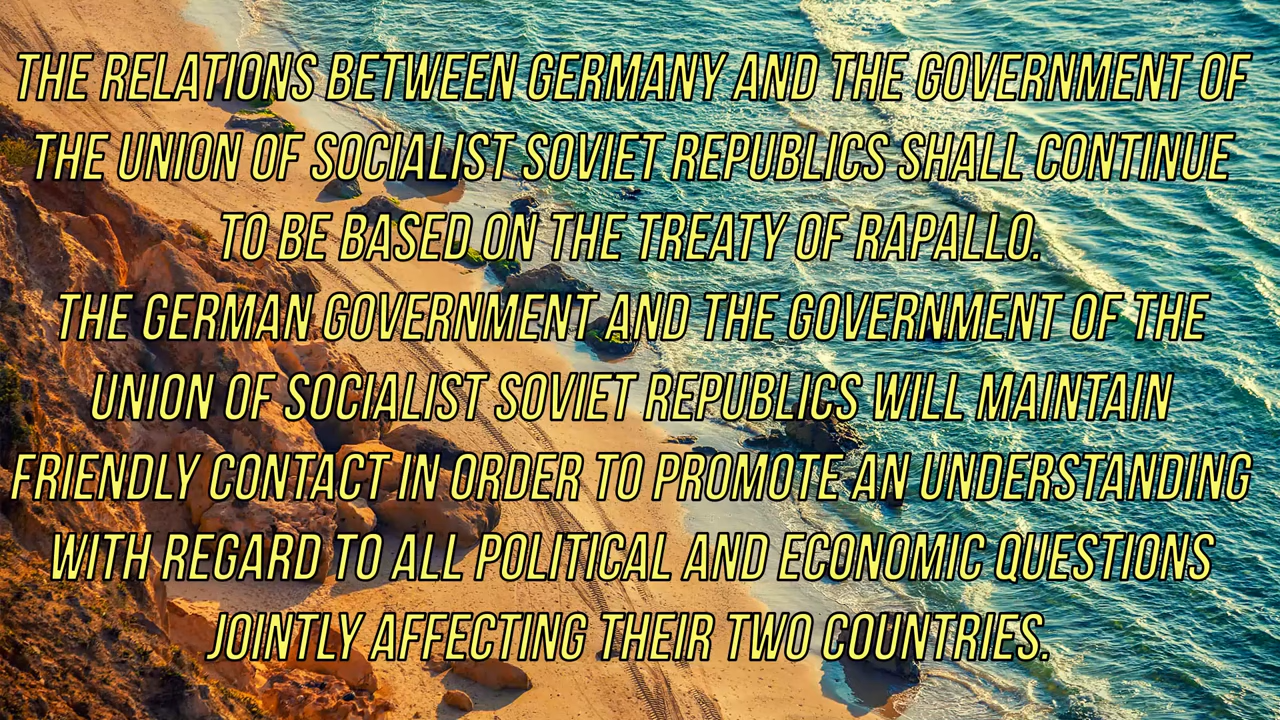 THE RELATIONS BETWEEN GERMANY AND THE GOVERNMENT OF
THE UNION OF SOCIALIST SOVIET REPUBLICS SHALL CONTINUE
TO BE BASED ON THE TREATY OF RAPALLO.
THE GERMAN GOVERNMENT AND THE GOVERNMENT OF THE
UNION OF SOCIALIST SOVIET REPUBLICS WILL MAINTAIN
FRIENDLY CONTACT IN ORDER TO PROMOTE AN UNDERSTANDING
WITH REGARD TO ALL POLITICAL AND ECONOMIC QUESTIONS
JOINTLY AFFECTING THEIR TWO COUNTRIES.